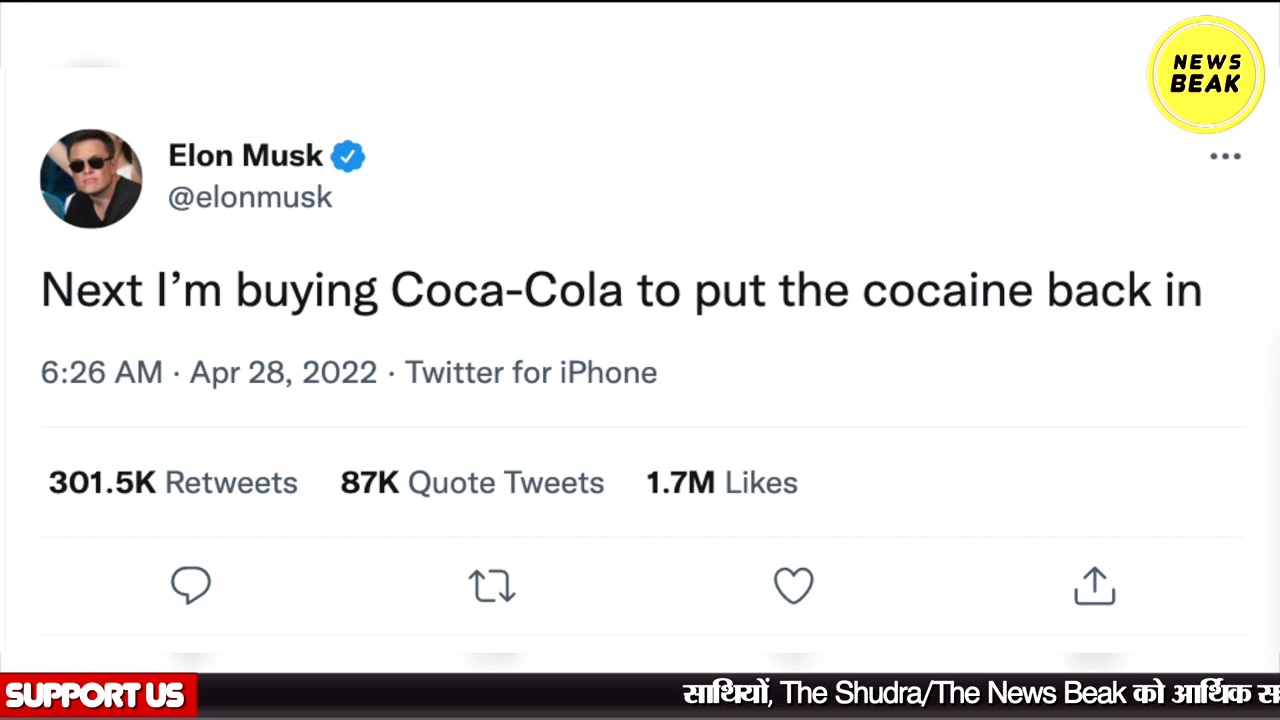 NEWS
BEAK
Elon Musk
@elonmusk
Next I’m buying Coca-Cola to put the cocaine back in
6:26 AM · Apr 28, 2022 · Twitter for iPhone
301.5K Retweets 87K Quote Tweets 1.7M Likes
SUPPORT US साथियों, The Shudra/The News Beak को आर्थिक